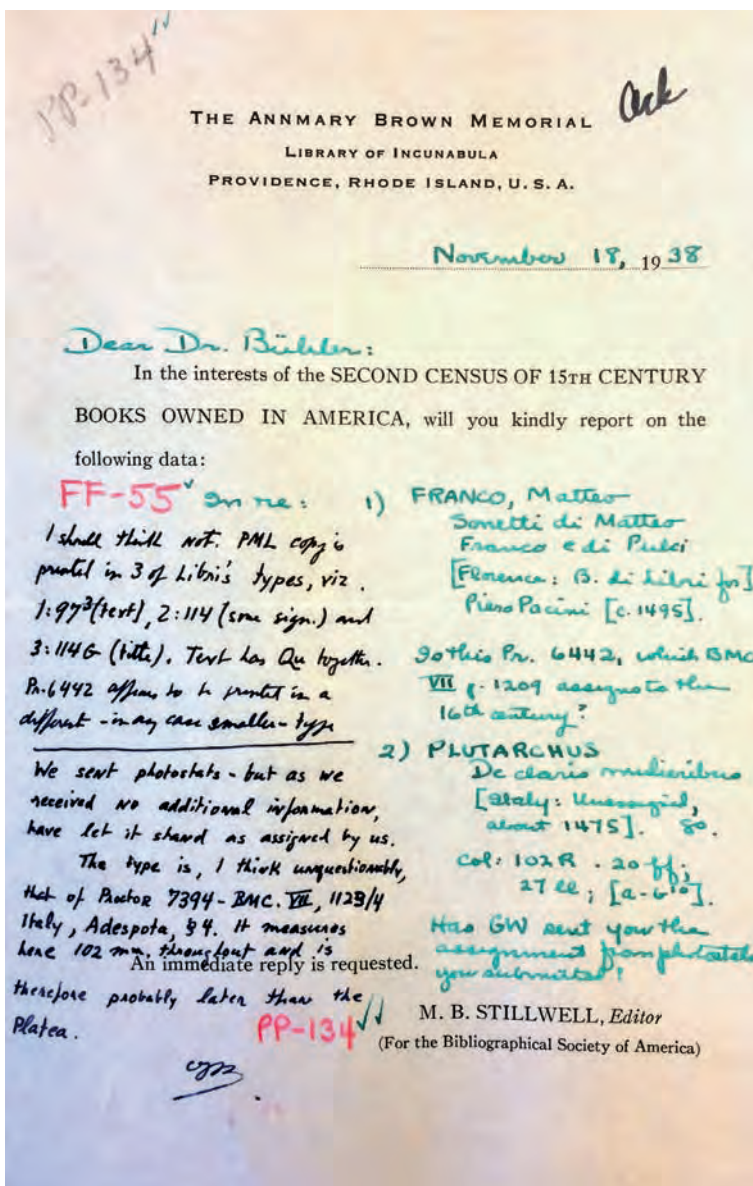 PP-134
Ack
THE ANNMARY BROWN MEMORIAL
LIBRARY OF INCUNABULA
PROVIDENCE, RHODE ISLAND, U. S. A.
November 18, 1938
Dear Dr. Bühler:
In the interests of the SECOND CENSUS OF 15TH CENTURY
BOOKS OWNED IN AMERICA, will you kindly report on the
following data:
FF-55 In re:
I should think not. PML copy is
printed in 3 of Libri's types, viz.
1:97³(text), 2:114 (some sign.) and
3:114G (title). Text has Qu together.
Pr.6442 appears to be printed in a
different - in any case smaller - type
We sent photostats - but as we
received no additional information,
have let it stand as assigned by us.
The type is, I think unquestionably,
that of Proctor 7394 - BMC. VII, 1123/4
Italy, Adespota, §4. It measures
here 102 mm. throughout and is
therefore probably later than the
Platea.
1) FRANCO, Matteo
Sonetti di Matteo
Franco e di Pulci
[Florence: B. di Libri for]
Piero Pacini [c. 1495].
Is this Pr. 6442, which BMC
VII p. 1209 assigns to the
16th century?
2) PLUTARCHUS
De claris mulieribus
[Italy: Unassigned,
about 1475]. 8o.
Col: 102 R. 20 ff;
27 ll; [a-b¹⁰].
Has GW sent you the
assignment from photostats
you submitted?
An immediate reply is requested.
PP-134
M. B. STILLWELL, Editor
(For the Bibliographical Society of America)